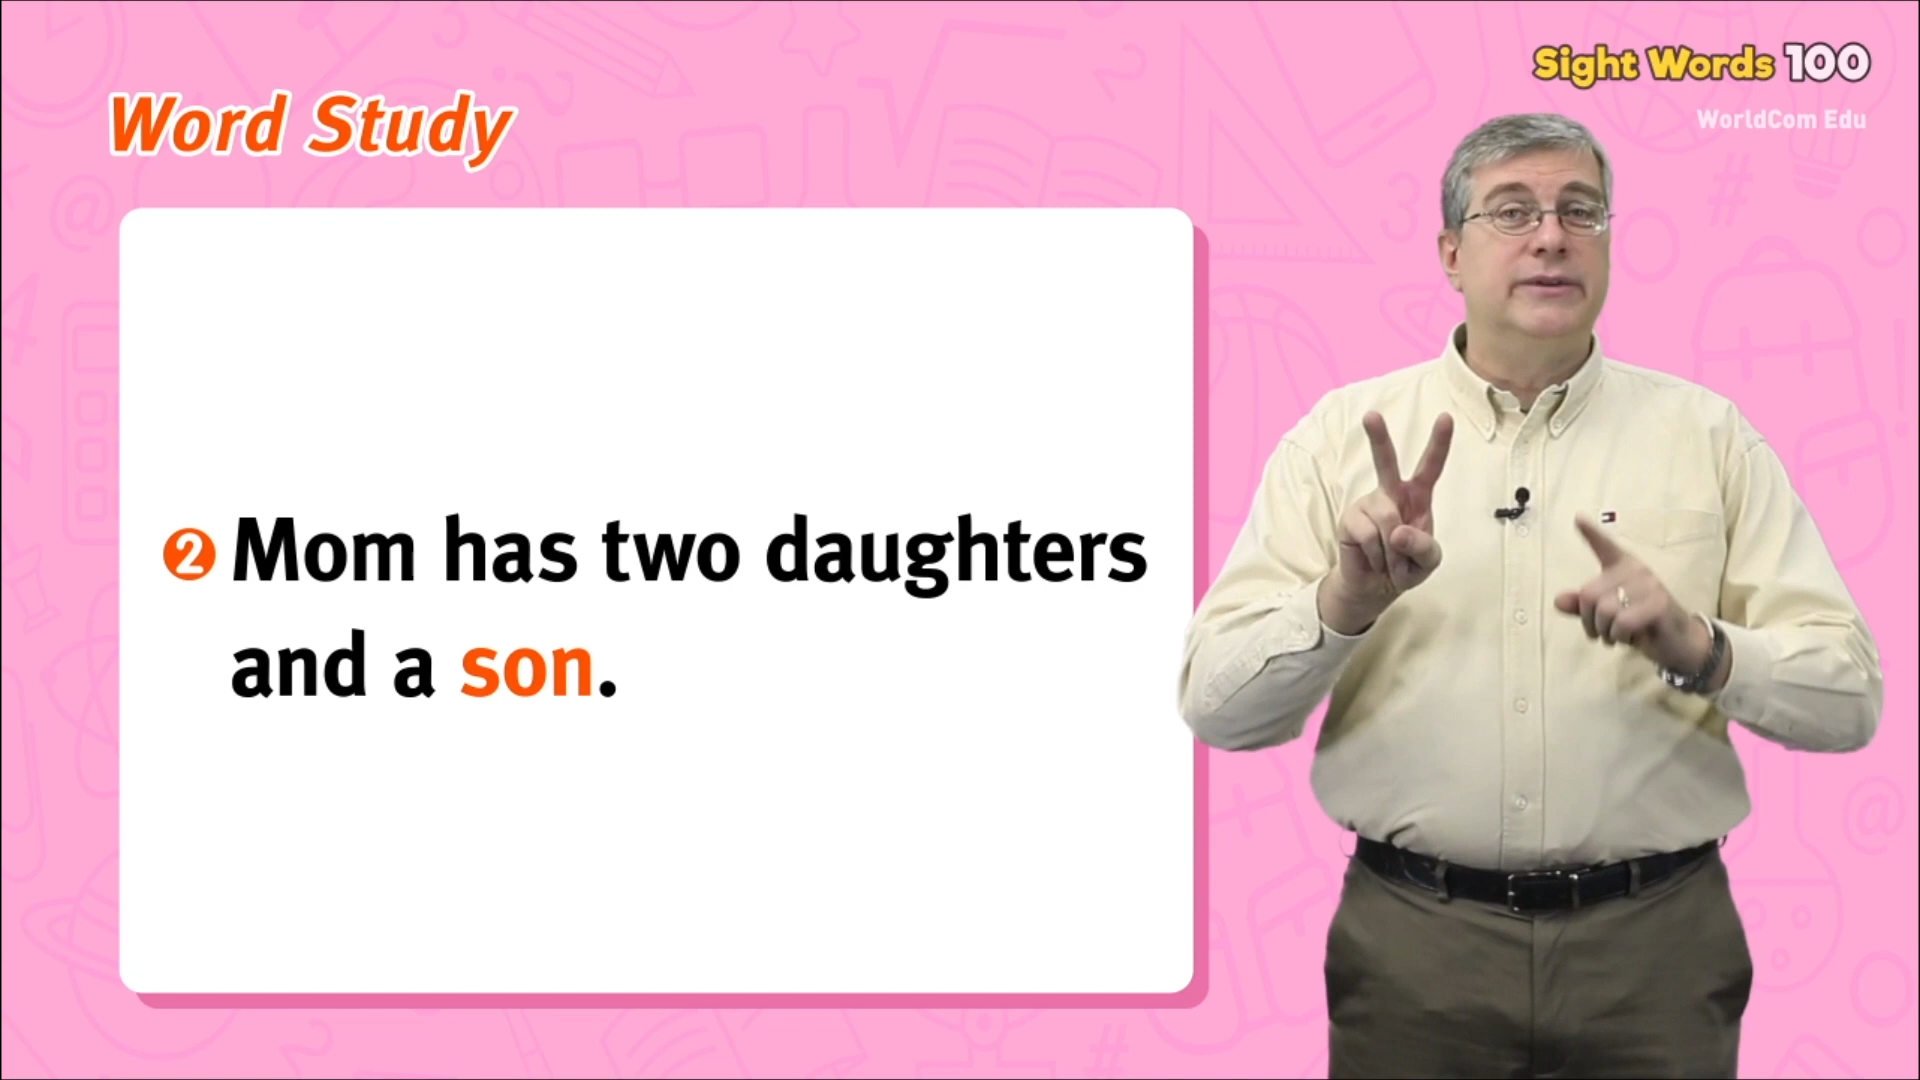 Sight Words 100
WorldCom Edu
Word Study
2 Mom has two daughters
and a son.